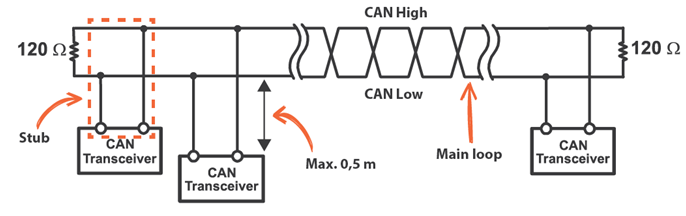 CAN High
120 Ω
120 Ω
CAN Low
Stub
CAN
Transceiver
CAN
Transceiver
Max. 0,5 m
Main loop
CAN
Transceiver